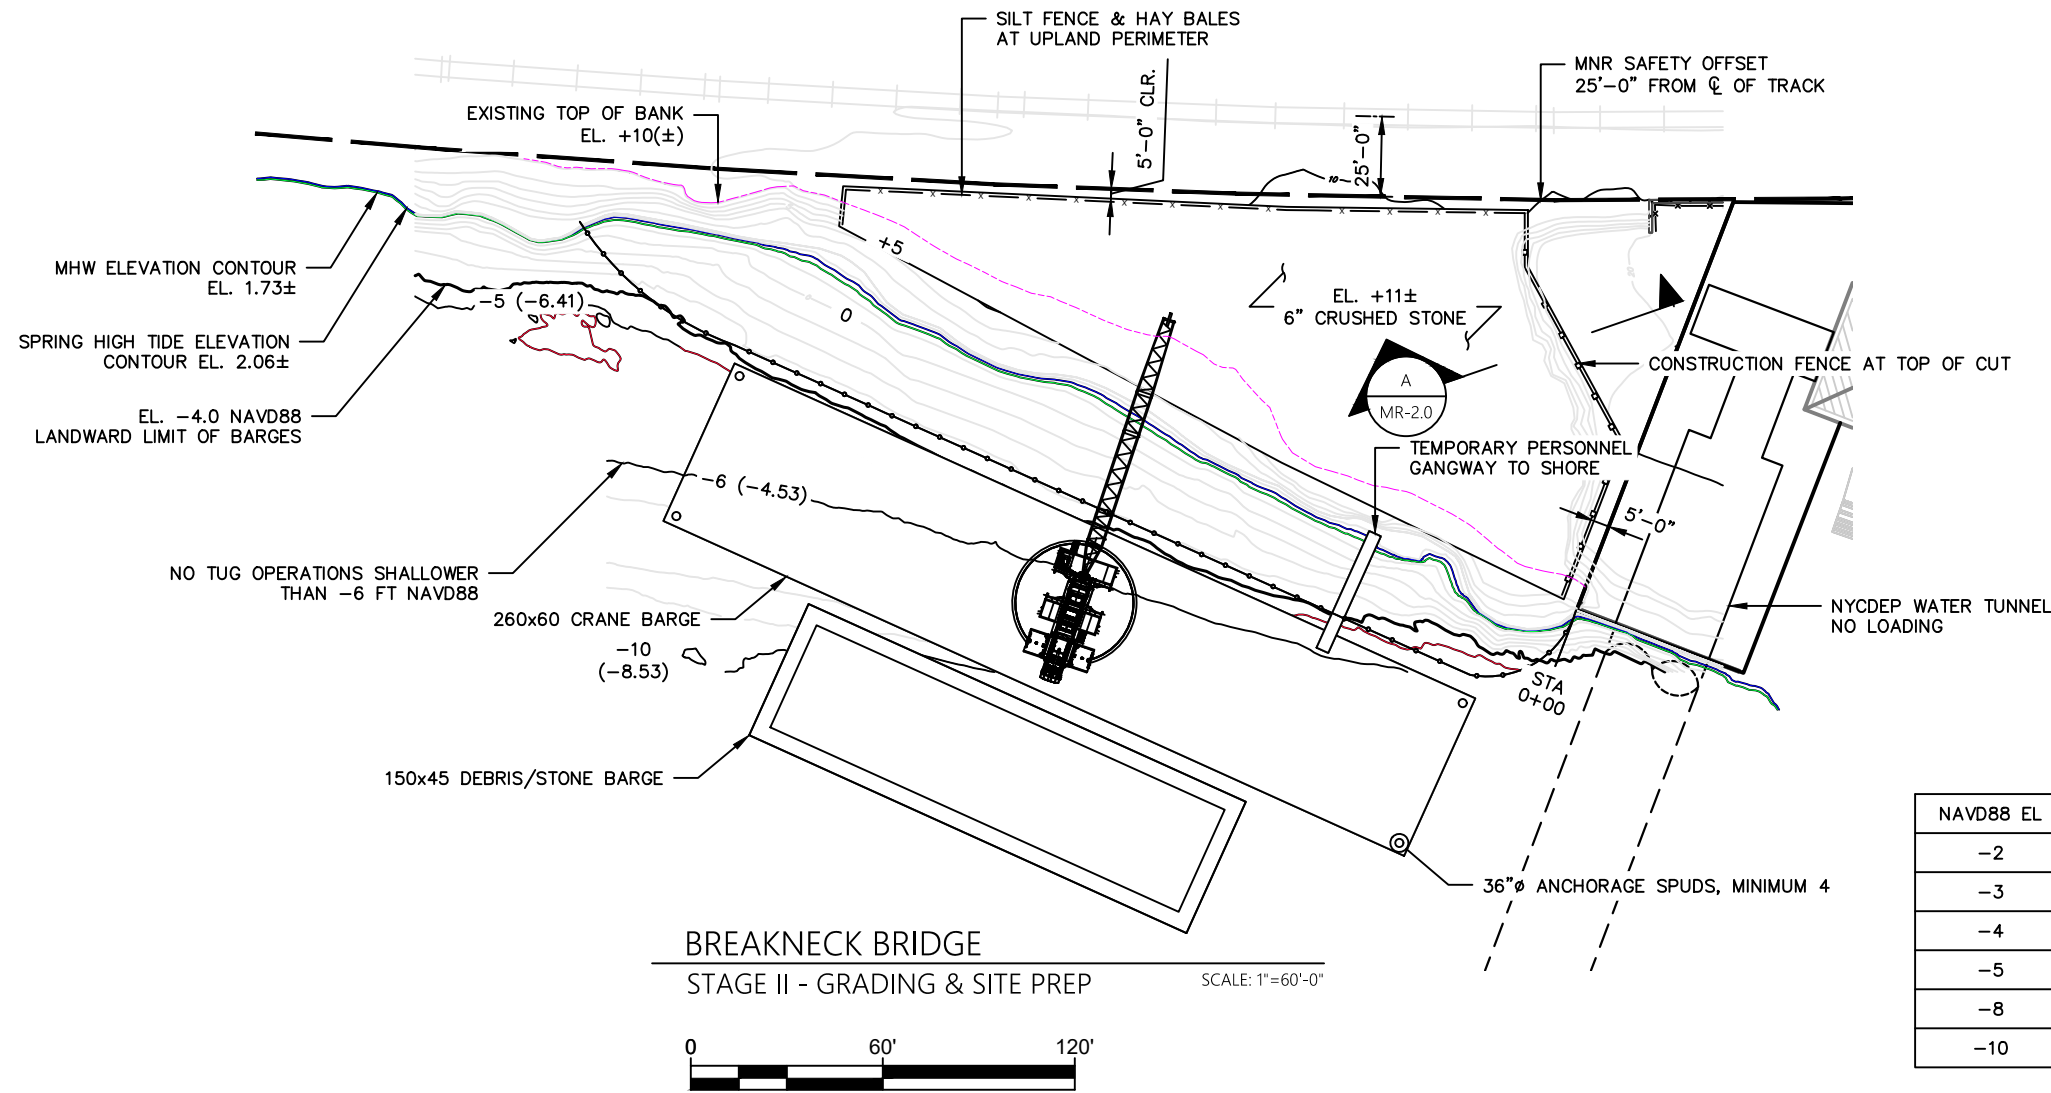 SILT FENCE & HAY BALES
AT UPLAND PERIMETER
MNR SAFETY OFFSET
25'-0" FROM ℄ OF TRACK
EXISTING TOP OF BANK
EL. +10(±)
5'-0" CLR.
25'-0"
10
+5
MHW ELEVATION CONTOUR
EL. 1.73±
-5 (-6.41)
0
EL. +11±
6" CRUSHED STONE
SPRING HIGH TIDE ELEVATION
CONTOUR EL. 2.06±
CONSTRUCTION FENCE AT TOP OF CUT
A
MR-2.0
EL. -4.0 NAVD88
LANDWARD LIMIT OF BARGES
TEMPORARY PERSONNEL
GANGWAY TO SHORE
-6 (-4.53)
5'-0"
NO TUG OPERATIONS SHALLOWER
THAN -6 FT NAVD88
260x60 CRANE BARGE
NYCDEP WATER TUNNEL
NO LOADING
-10
(-8.53)
STA
0+00
150x45 DEBRIS/STONE BARGE
36"ø ANCHORAGE SPUDS, MINIMUM 4
NAVD88 EL
-2
-3
-4
-5
-8
-10
BREAKNECK BRIDGE
STAGE II - GRADING & SITE PREP
SCALE: 1"=60'-0"
0 60' 120'